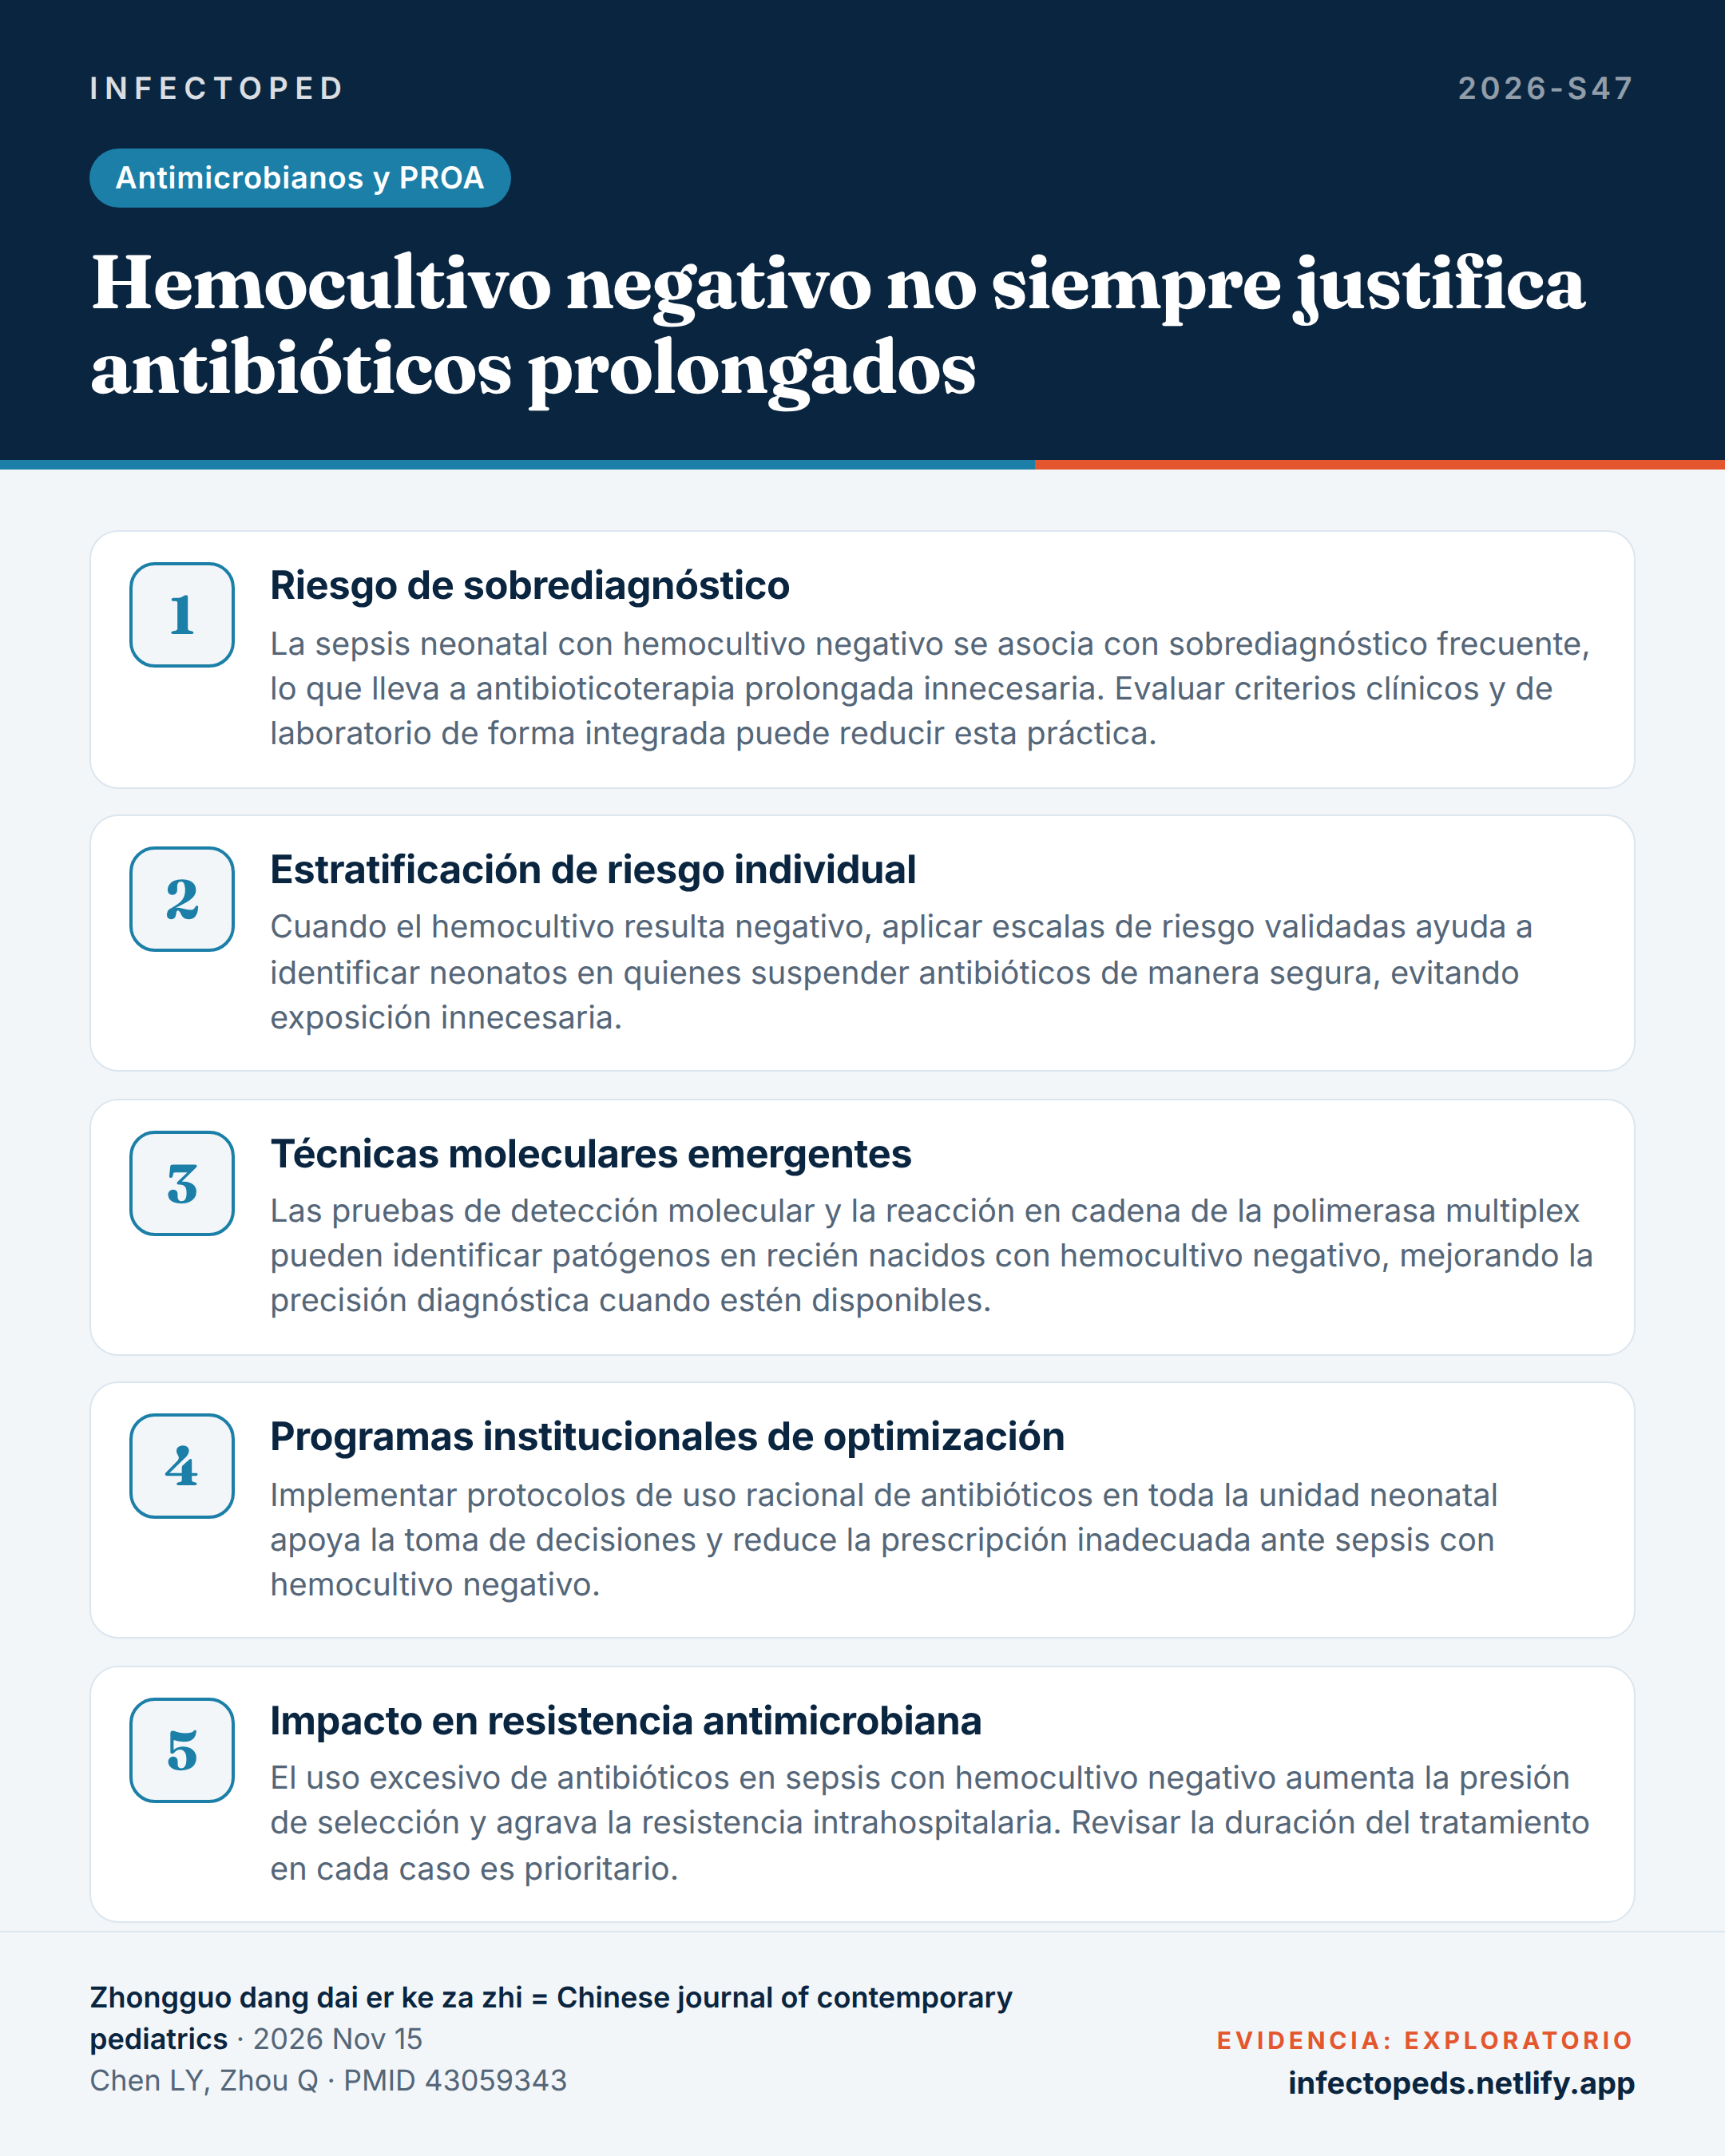 INFECTOPED
2026-S47
Antimicrobianos y PROA
Hemocultivo negativo no siempre justifica
antibióticos prolongados
1
Riesgo de sobrediagnóstico
La sepsis neonatal con hemocultivo negativo se asocia con sobrediagnóstico frecuente,
lo que lleva a antibioticoterapia prolongada innecesaria. Evaluar criterios clínicos y de
laboratorio de forma integrada puede reducir esta práctica.
2
Estratificación de riesgo individual
Cuando el hemocultivo resulta negativo, aplicar escalas de riesgo validadas ayuda a
identificar neonatos en quienes suspender antibióticos de manera segura, evitando
exposición innecesaria.
3
Técnicas moleculares emergentes
Las pruebas de detección molecular y la reacción en cadena de la polimerasa multiplex
pueden identificar patógenos en recién nacidos con hemocultivo negativo, mejorando la
precisión diagnóstica cuando estén disponibles.
4
Programas institucionales de optimización
Implementar protocolos de uso racional de antibióticos en toda la unidad neonatal
apoya la toma de decisiones y reduce la prescripción inadecuada ante sepsis con
hemocultivo negativo.
5
Impacto en resistencia antimicrobiana
El uso excesivo de antibióticos en sepsis con hemocultivo negativo aumenta la presión
de selección y agrava la resistencia intrahospitalaria. Revisar la duración del tratamiento
en cada caso es prioritario.
Zhongguo dang dai er ke za zhi = Chinese journal of contemporary
pediatrics · 2026 Nov 15
Chen LY, Zhou Q · PMID 43059343
EVIDENCIA: EXPLORATORIO
infectopeds.netlify.app